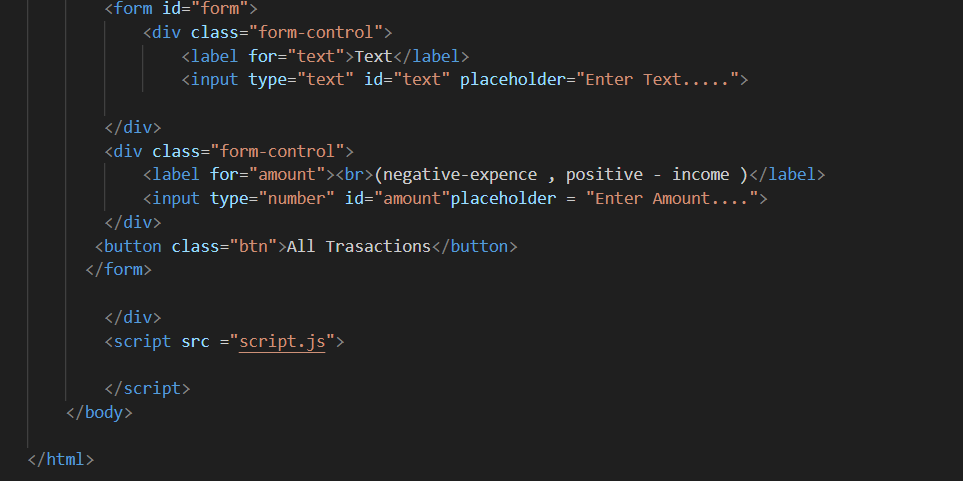 <form id="form">
<div class="form-control">
<label for="text">Text</label>
<input type="text" id="text" placeholder="Enter Text.....">
</div>
<div class="form-control">
<label for="amount"><br>(negative-expence , positive - income )</label>
<input type="number" id="amount"placeholder = "Enter Amount....">
</div>
<button class="btn">All Trasactions</button>
</form>
</div>
<script src ="script.js">
</script>
</body>
</html>